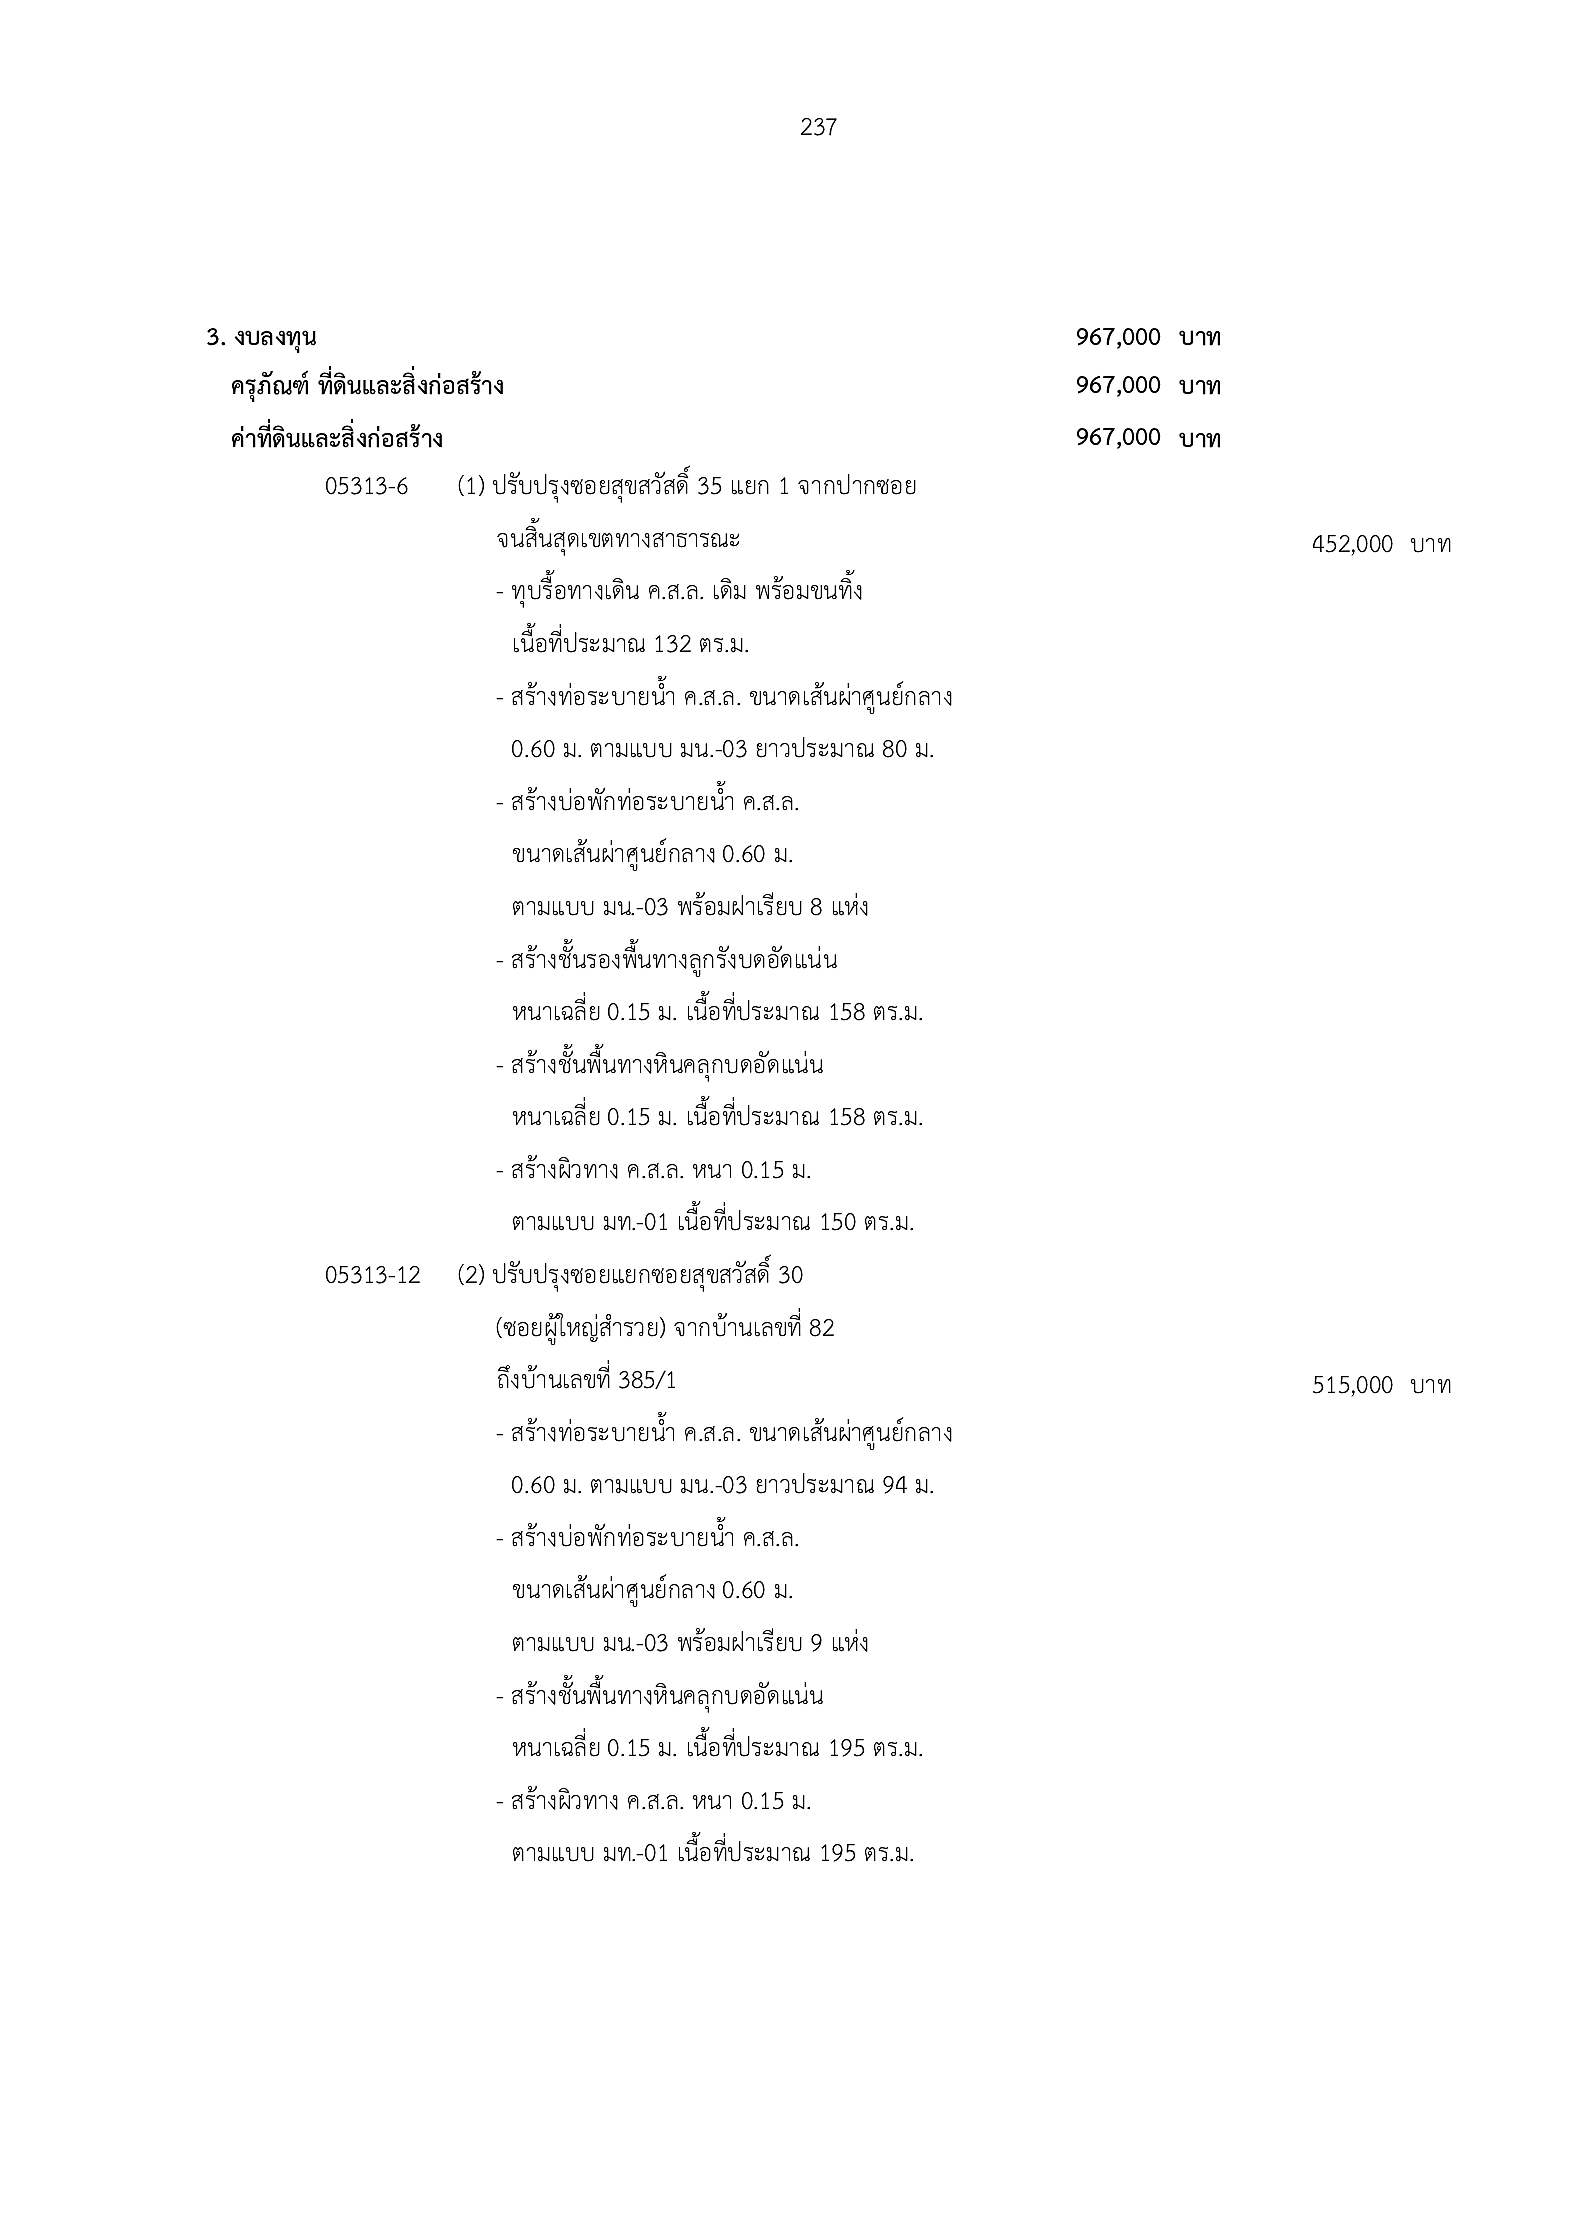 237
3. งบลงทุน 967,000 บาท
ครุภัณฑ์ ที่ดินและสิ่งก่อสร้าง 967,000 บาท
ค่าที่ดินและสิ่งก่อสร้าง 967,000 บาท
05313-6 (1) ปรับปรุงซอยสุขสวัสดิ์ 35 แยก 1 จากปากซอย
จนสิ้นสุดเขตทางสาธารณะ 452,000 บาท
- ทุบรื้อทางเดิน ค.ส.ล. เดิม พร้อมขนทิ้ง
เนื้อที่ประมาณ 132 ตร.ม.
- สร้างท่อระบายน้ำ ค.ส.ล. ขนาดเส้นผ่าศูนย์กลาง
0.60 ม. ตามแบบ มน.-03 ยาวประมาณ 80 ม.
- สร้างบ่อพักท่อระบายน้ำ ค.ส.ล.
ขนาดเส้นผ่าศูนย์กลาง 0.60 ม.
ตามแบบ มน.-03 พร้อมฝาเรียบ 8 แห่ง
- สร้างชั้นรองพื้นทางลูกรังบดอัดแน่น
หนาเฉลี่ย 0.15 ม. เนื้อที่ประมาณ 158 ตร.ม.
- สร้างชั้นพื้นทางหินคลุกบดอัดแน่น
หนาเฉลี่ย 0.15 ม. เนื้อที่ประมาณ 158 ตร.ม.
- สร้างผิวทาง ค.ส.ล. หนา 0.15 ม.
ตามแบบ มท.-01 เนื้อที่ประมาณ 150 ตร.ม.
05313-12 (2) ปรับปรุงซอยแยกซอยสุขสวัสดิ์ 30
(ซอยผู้ใหญ่สำรวย) จากบ้านเลขที่ 82
ถึงบ้านเลขที่ 385/1 515,000 บาท
- สร้างท่อระบายน้ำ ค.ส.ล. ขนาดเส้นผ่าศูนย์กลาง
0.60 ม. ตามแบบ มน.-03 ยาวประมาณ 94 ม.
- สร้างบ่อพักท่อระบายน้ำ ค.ส.ล.
ขนาดเส้นผ่าศูนย์กลาง 0.60 ม.
ตามแบบ มน.-03 พร้อมฝาเรียบ 9 แห่ง
- สร้างชั้นพื้นทางหินคลุกบดอัดแน่น
หนาเฉลี่ย 0.15 ม. เนื้อที่ประมาณ 195 ตร.ม.
- สร้างผิวทาง ค.ส.ล. หนา 0.15 ม.
ตามแบบ มท.-01 เนื้อที่ประมาณ 195 ตร.ม.